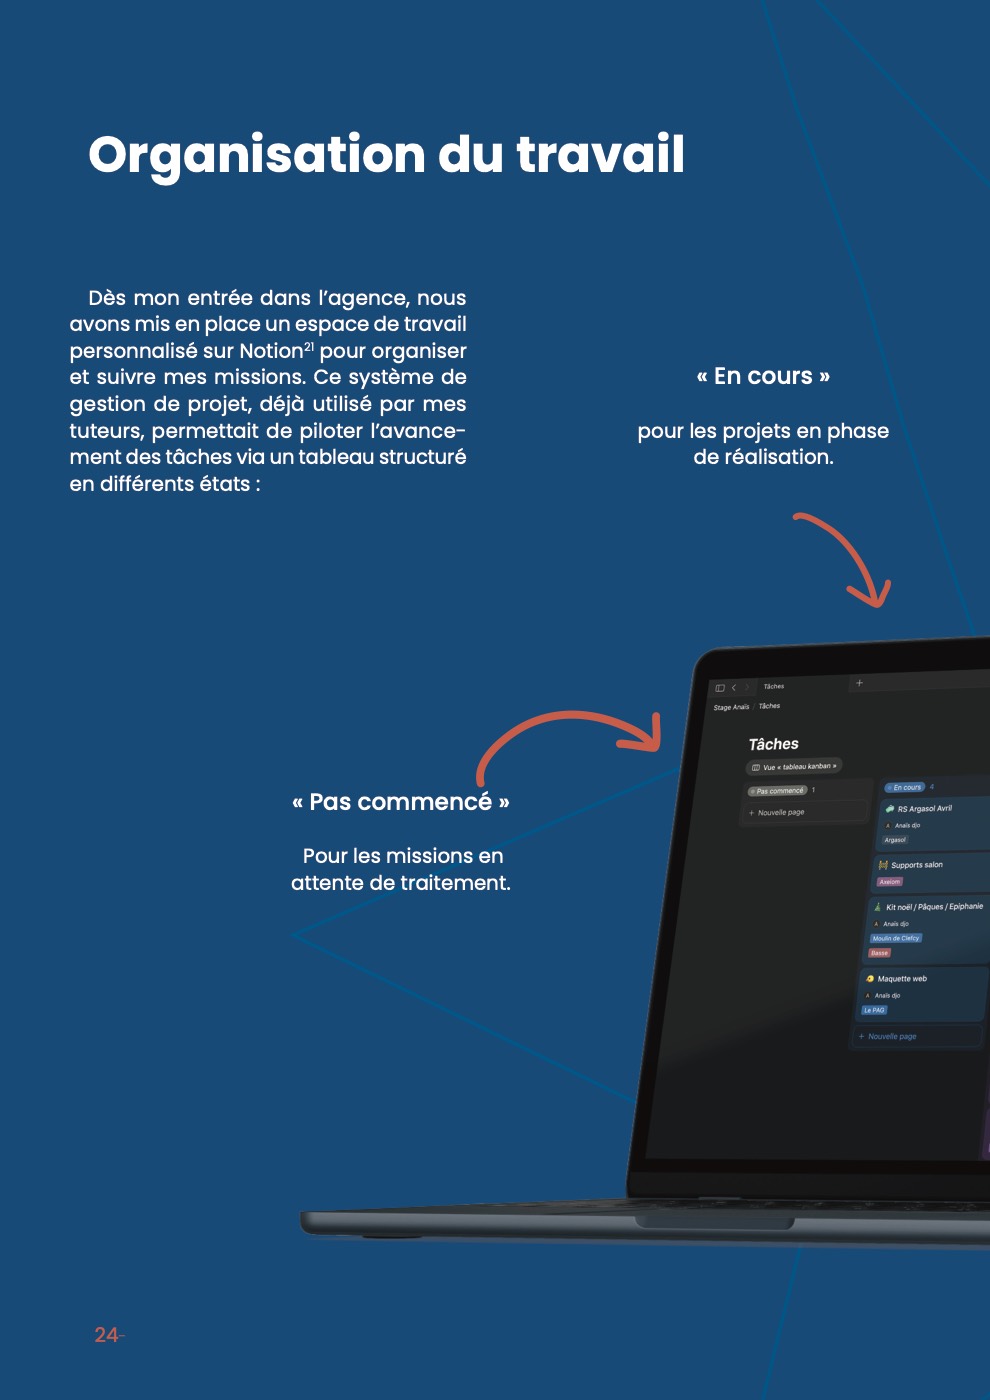 Organisation du travail
Dès mon entrée dans l’agence, nous
avons mis en place un espace de travail
personnalisé sur Notion²¹ pour organiser
et suivre mes missions. Ce système de
gestion de projet, déjà utilisé par mes
tuteurs, permettait de piloter l’avance-
ment des tâches via un tableau structuré
en différents états :
« En cours »
pour les projets en phase
de réalisation.
« Pas commencé »
Pour les missions en
attente de traitement.
Tâches
Stage Anaïs / Tâches
Tâches
Vue « tableau kanban »
Pas commencé 1
+ Nouvelle page
En cours 4
RS Argasol Avril
A Anaïs djo
Argasol
Supports salon
Axeiom
Kit noël / Pâques / Epiphanie
A Anaïs djo
Moulin de Clefcy
Basse
Maquette web
A Anaïs djo
Le PAG
+ Nouvelle page
24-